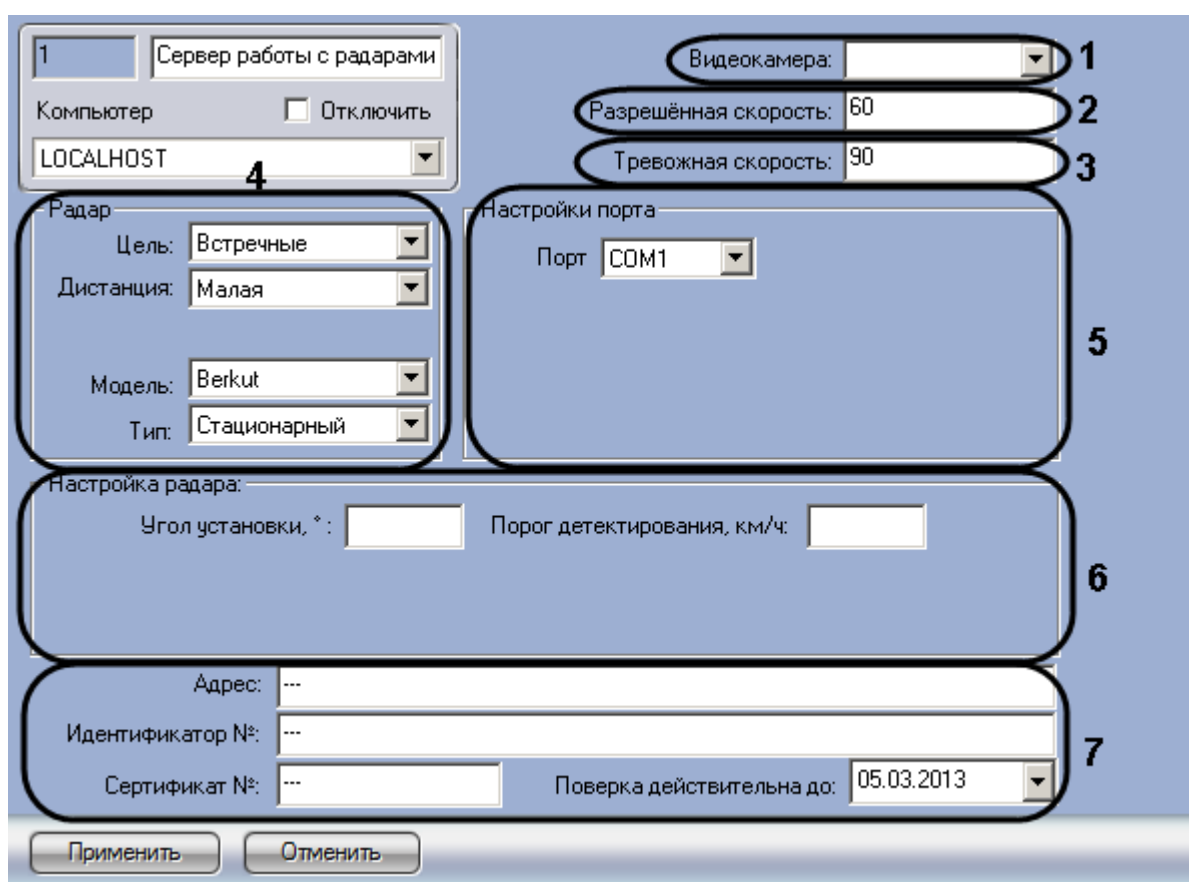 1 Сервер работы с радарами
Компьютер Отключить
LOCALHOST
Видеокамера: 1
Разрешённая скорость: 60 2
Тревожная скорость: 90 3
4
Радар
Цель: Встречные
Дистанция: Малая
Модель: Berkut
Тип: Стационарный
Настройки порта
Порт COM1
5
Настройка радара:
Угол установки, °: Порог детектирования, км/ч:
6
Адрес: ---
Идентификатор №: ---
Сертификат №: --- Поверка действительна до: 05.03.2013
7
Применить Отменить